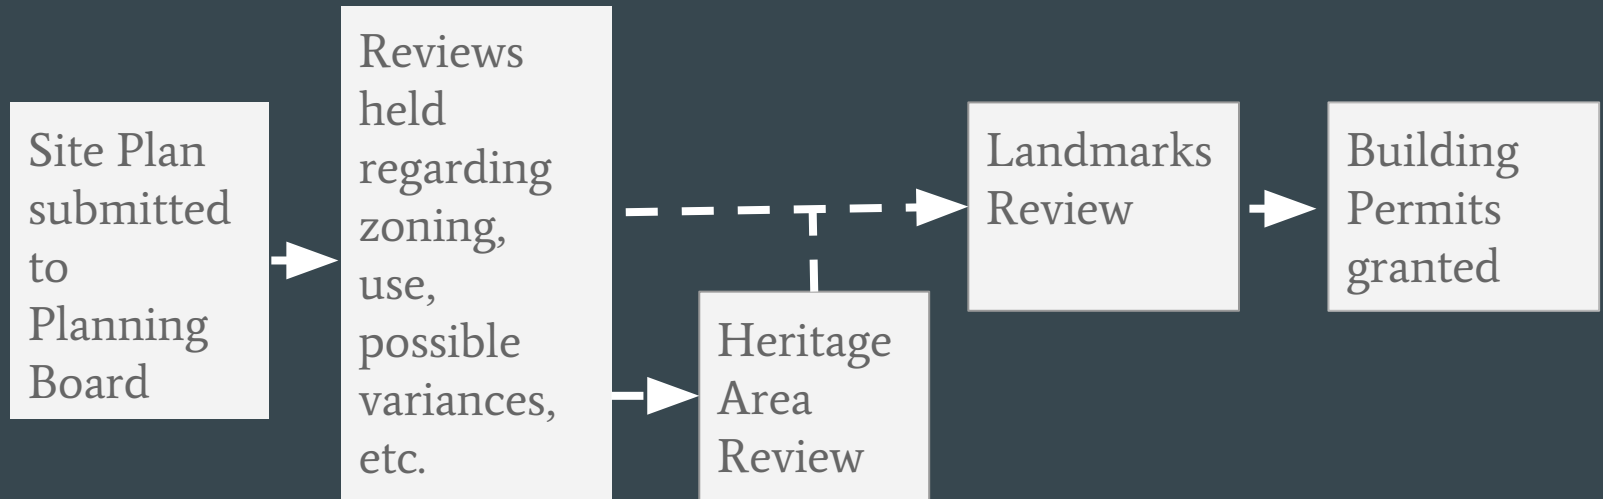 Site Plan
submitted
to
Planning
Board
Reviews
held
regarding
zoning,
use,
possible
variances,
etc.
Heritage
Area
Review
Landmarks
Review
Building
Permits
granted